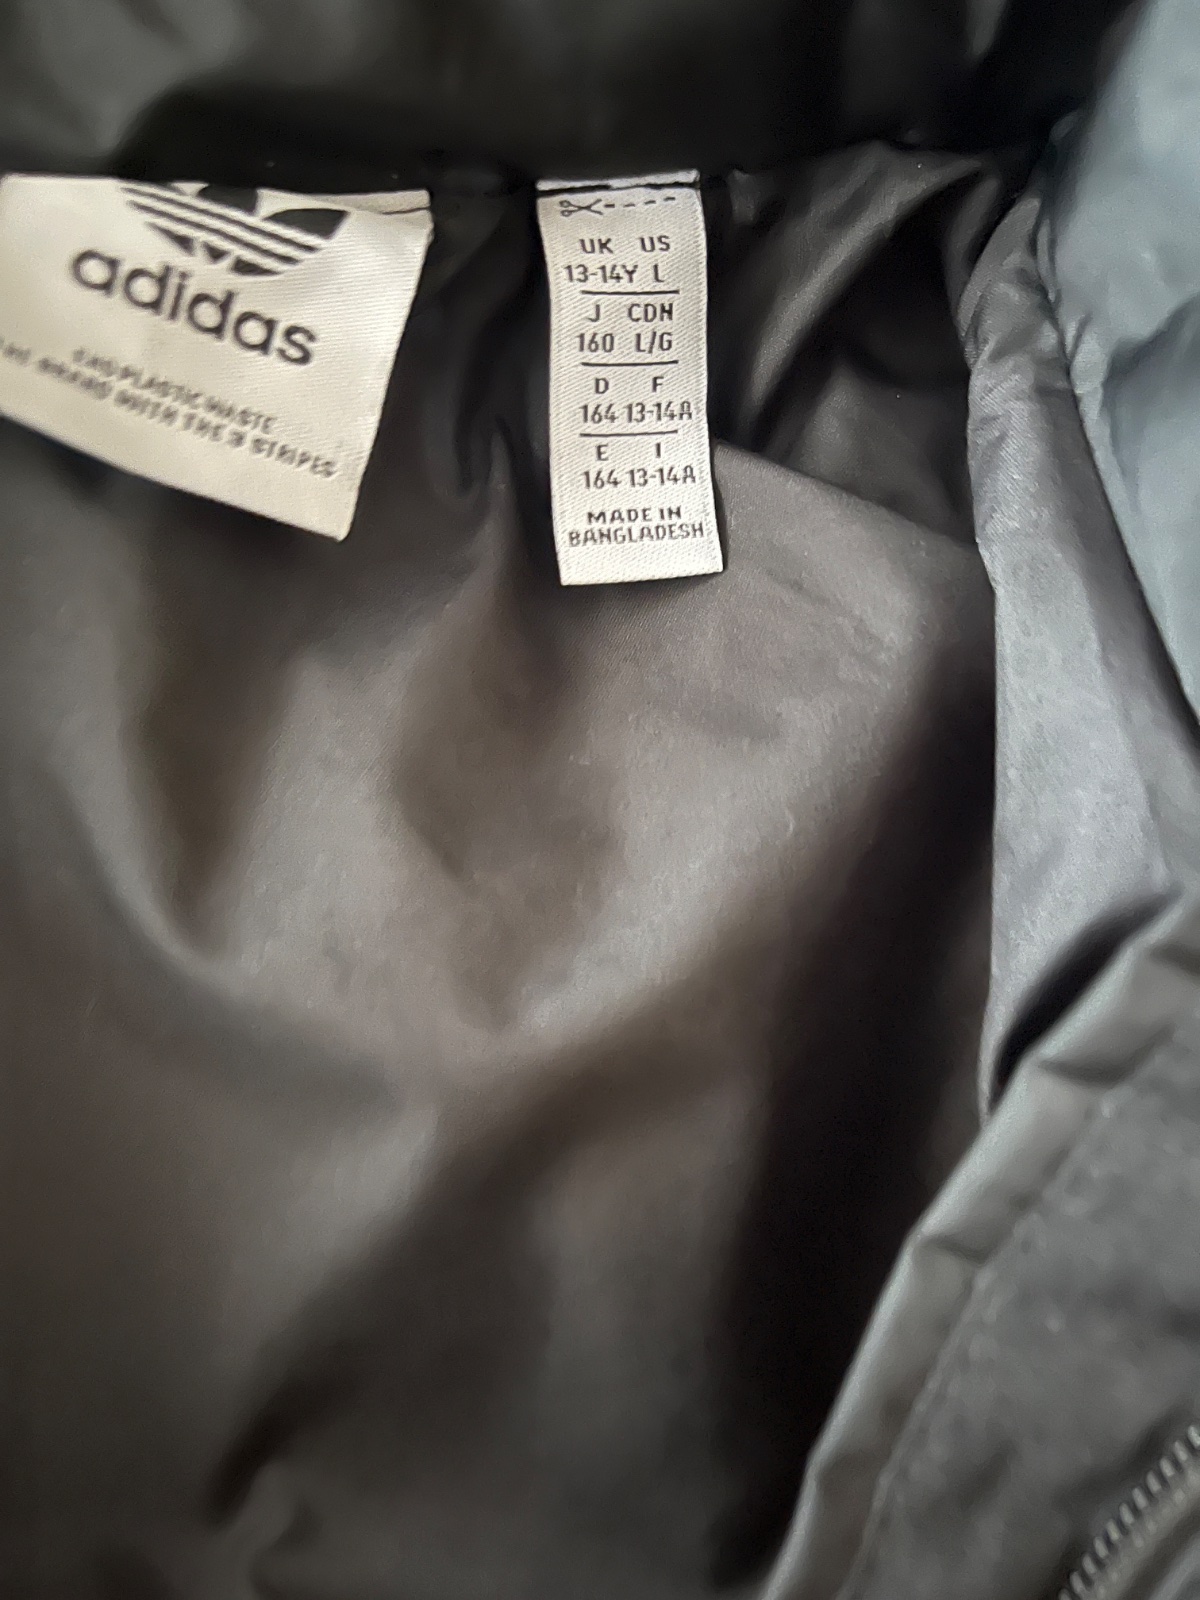 adidas
END PLASTIC WASTE
THE BRAND WITH THE 3 STRIPES
UK US
13-14Y L
J CDN
160 L/G
D F
164 13-14A
E I
164 13-14A
MADE IN
BANGLADESH